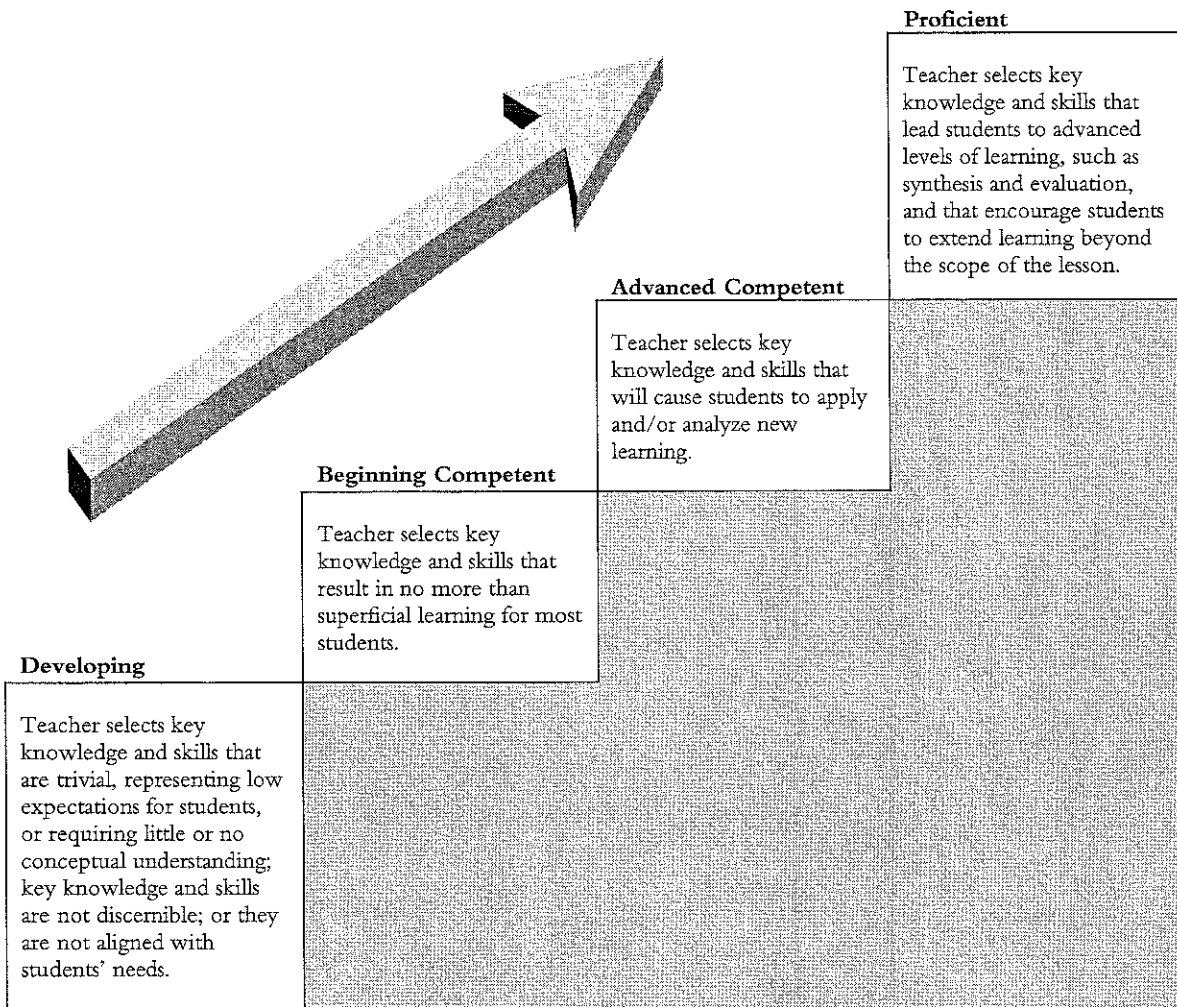 Proficient
Teacher selects key
knowledge and skills that
lead students to advanced
levels of learning, such as
synthesis and evaluation,
and that encourage students
to extend learning beyond
the scope of the lesson.
Advanced Competent
Teacher selects key
knowledge and skills that
will cause students to apply
and/or analyze new
learning.
Beginning Competent
Teacher selects key
knowledge and skills that
result in no more than
superficial learning for most
students.
Developing
Teacher selects key
knowledge and skills that
are trivial, representing low
expectations for students,
or requiring little or no
conceptual understanding;
key knowledge and skills
are not discernible; or they
are not aligned with
students' needs.